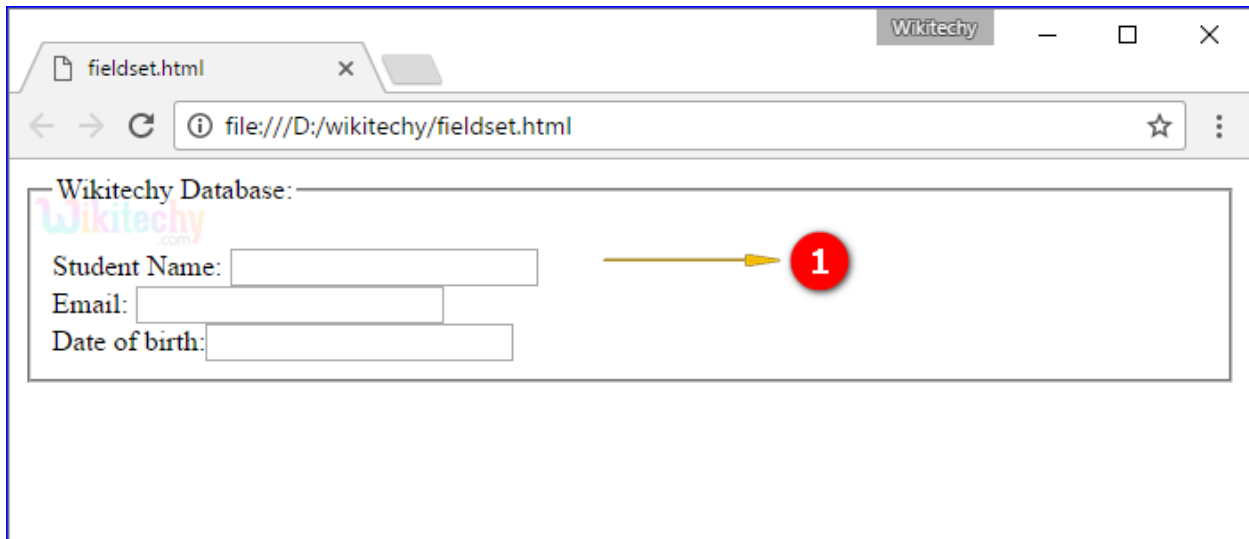 Wikitechy
fieldset.html
file:///D:/wikitechy/fieldset.html
Wikitechy Database:
Wikitechy
.com
Student Name:
1
Email:
Date of birth: